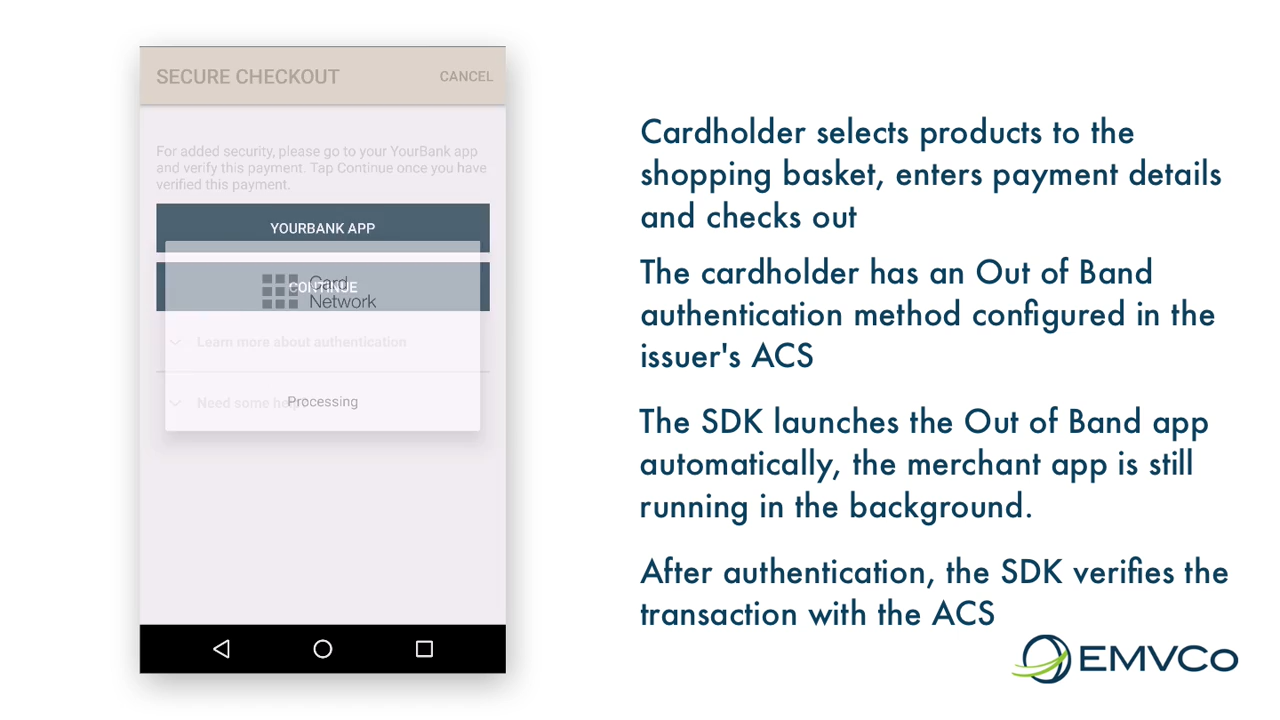 SECURE CHECKOUT
CANCEL
For added security, please go to your YourBank app
and verify this payment. Tap Continue once you have
verified this payment.
YOURBANK APP
CONTINUE
Card
Network
Learn more about authentication
Need some help?
Processing
Cardholder selects products to the
shopping basket, enters payment details
and checks out
The cardholder has an Out of Band
authentication method configured in the
issuer's ACS
The SDK launches the Out of Band app
automatically, the merchant app is still
running in the background.
After authentication, the SDK verifies the
transaction with the ACS
EMVCo